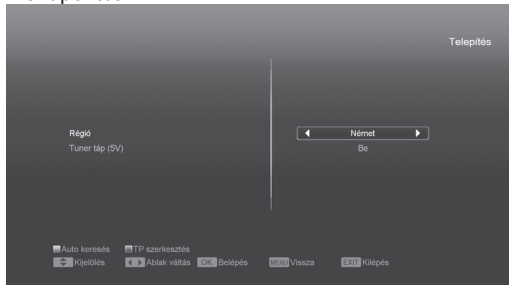 Telepítés
Régió Német
Tuner táp (5V) Be
Auto keresés TP szerkesztés
Kijelölés Ablak váltás OK Belépés MENU Vissza EXIT Kilépés